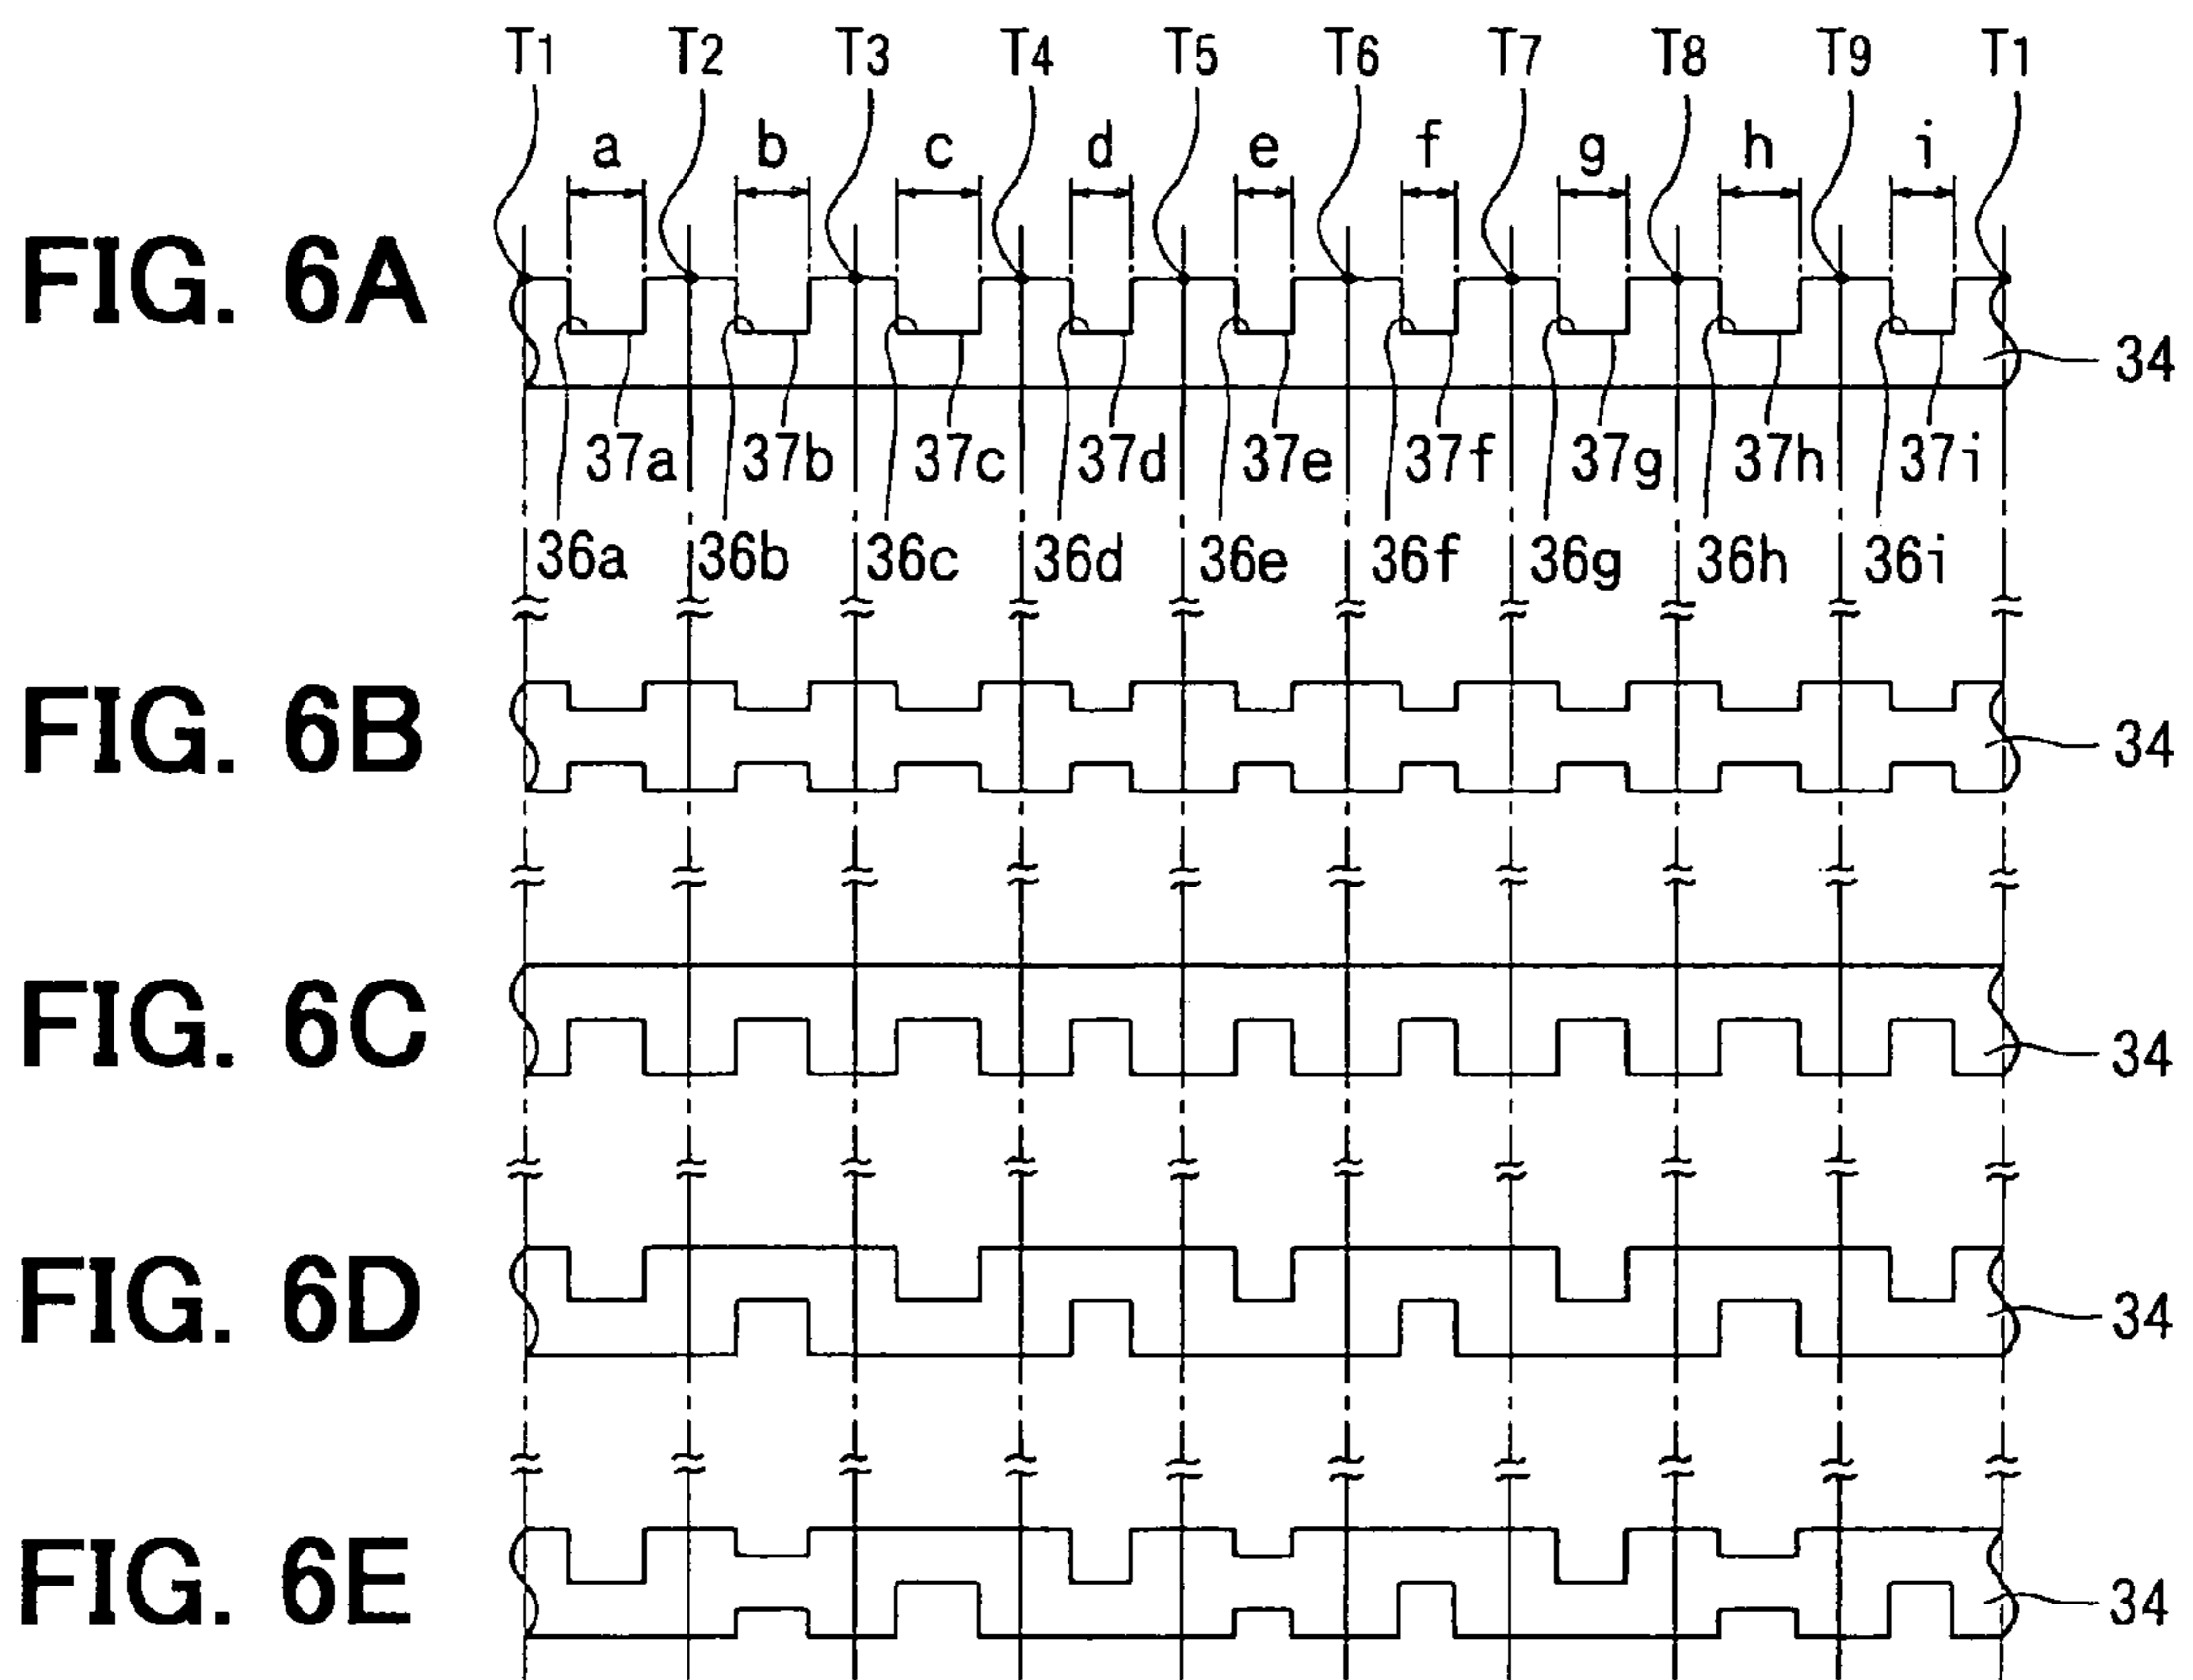 T1 T2 T3 T4 T5 T6 T7 T8 T9 T1
a b c d e f g h i
FIG. 6A
34
37a 37b 37c 37d 37e 37f 37g 37h 37i
36a 36b 36c 36d 36e 36f 36g 36h 36i
FIG. 6B
34
FIG. 6C
34
FIG. 6D
34
FIG. 6E
34